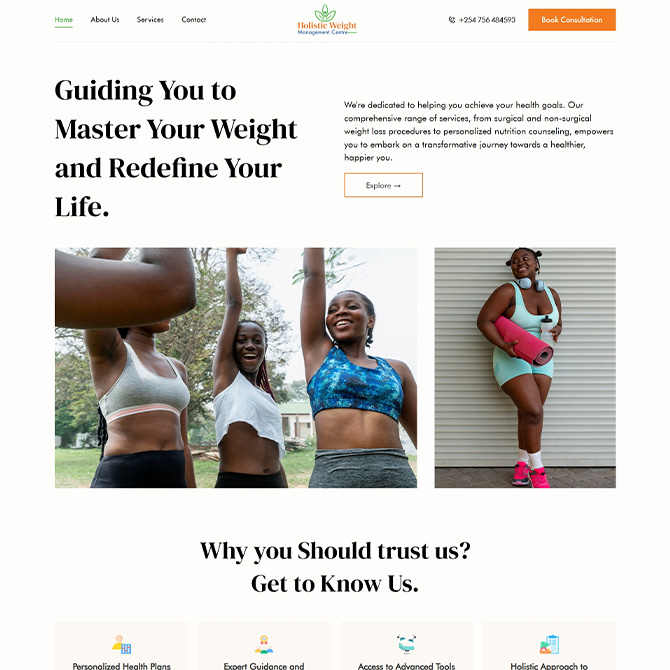 Home
About Us
Services
Contact
Holistic Weight
Management Centre
+254 756 484593
Book Consultation
Guiding You to
Master Your Weight
and Redefine Your
Life.
We're dedicated to helping you achieve your health goals. Our
comprehensive range of services, from surgical and non-surgical
weight loss procedures to personalized nutrition counseling, empowers
you to embark on a transformative journey towards a healthier,
happier you.
Explore →
Why you Should trust us?
Get to Know Us.
Personalized Health Plans
Expert Guidance and
Access to Advanced Tools
Holistic Approach to